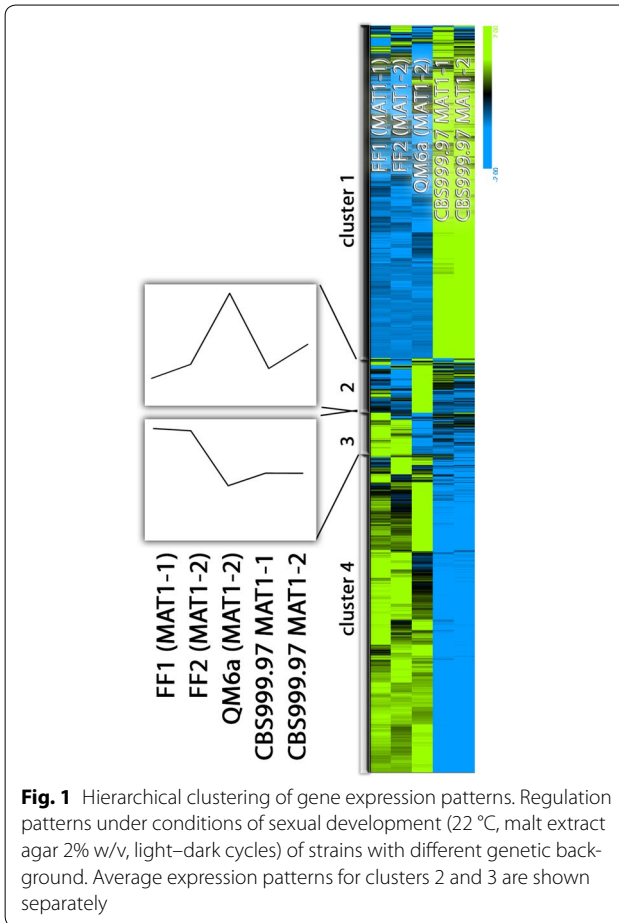 FF1 (MAT1-1)
FF2 (MAT1-2)
QM6a (MAT1-2)
CBS999.97 MAT1-1
CBS999.97 MAT1-2
cluster 1
2
3
cluster 4
FF1 (MAT1-1)
FF2 (MAT1-2)
QM6a (MAT1-2)
CBS999.97 MAT1-1
CBS999.97 MAT1-2
Fig. 1 Hierarchical clustering of gene expression patterns. Regulation
patterns under conditions of sexual development (22 °C, malt extract
agar 2% w/v, light–dark cycles) of strains with different genetic back-
ground. Average expression patterns for clusters 2 and 3 are shown
separately